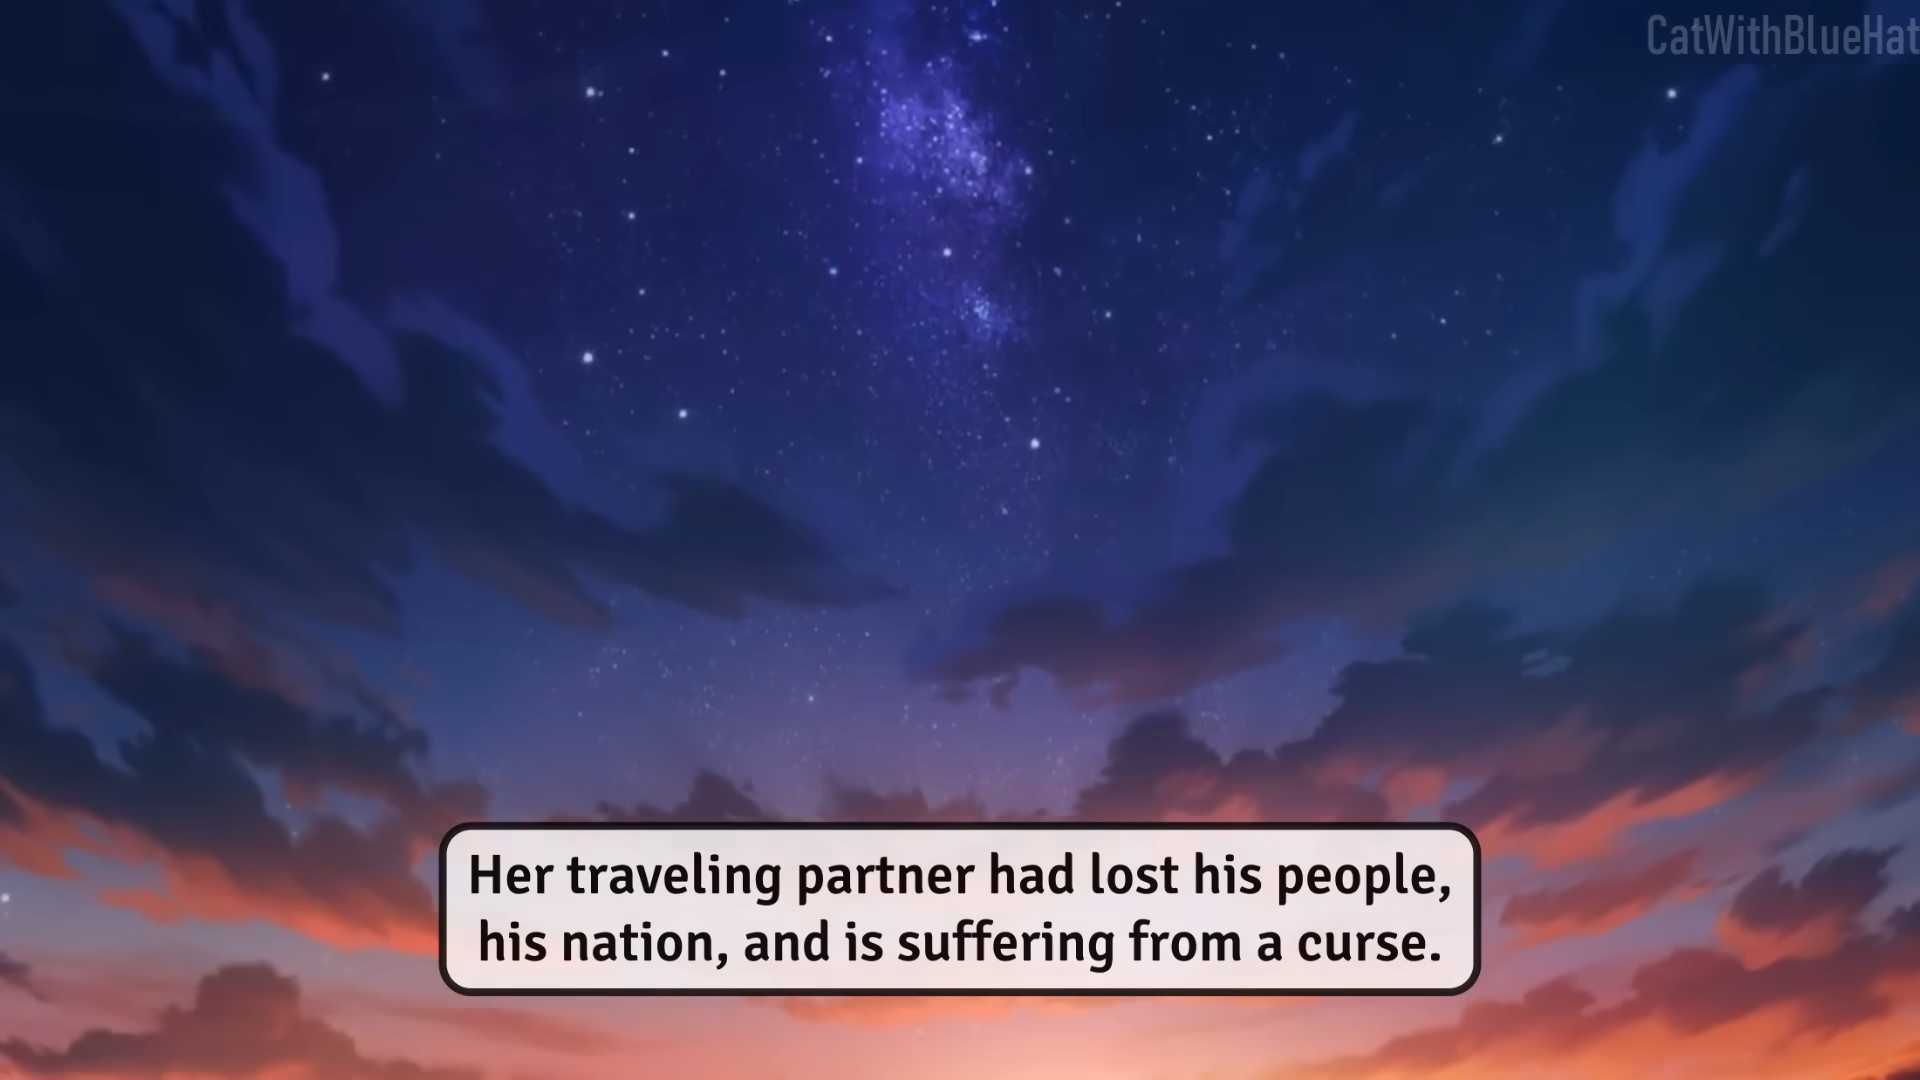 CatWithBlueHat
Her traveling partner had lost his people,
his nation, and is suffering from a curse.